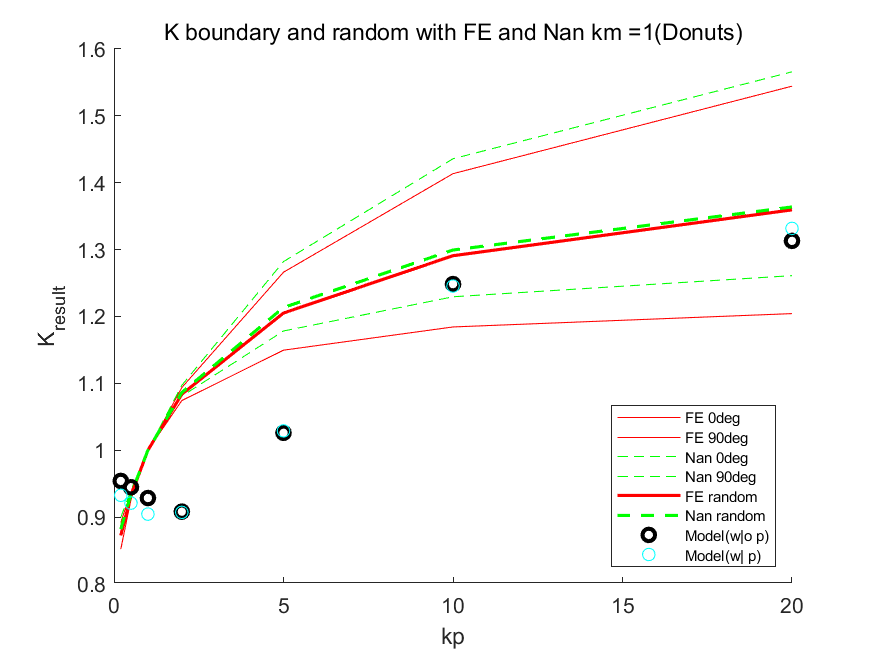 K boundary and random with FE and Nan km =1(Donuts)
1.6
1.5
1.4
1.3
1.2
1.1
1
0.9
0.8
K_result
0 5 10 15 20
kp
FE 0deg
FE 90deg
Nan 0deg
Nan 90deg
FE random
Nan random
Model(w|o p)
Model(w| p)